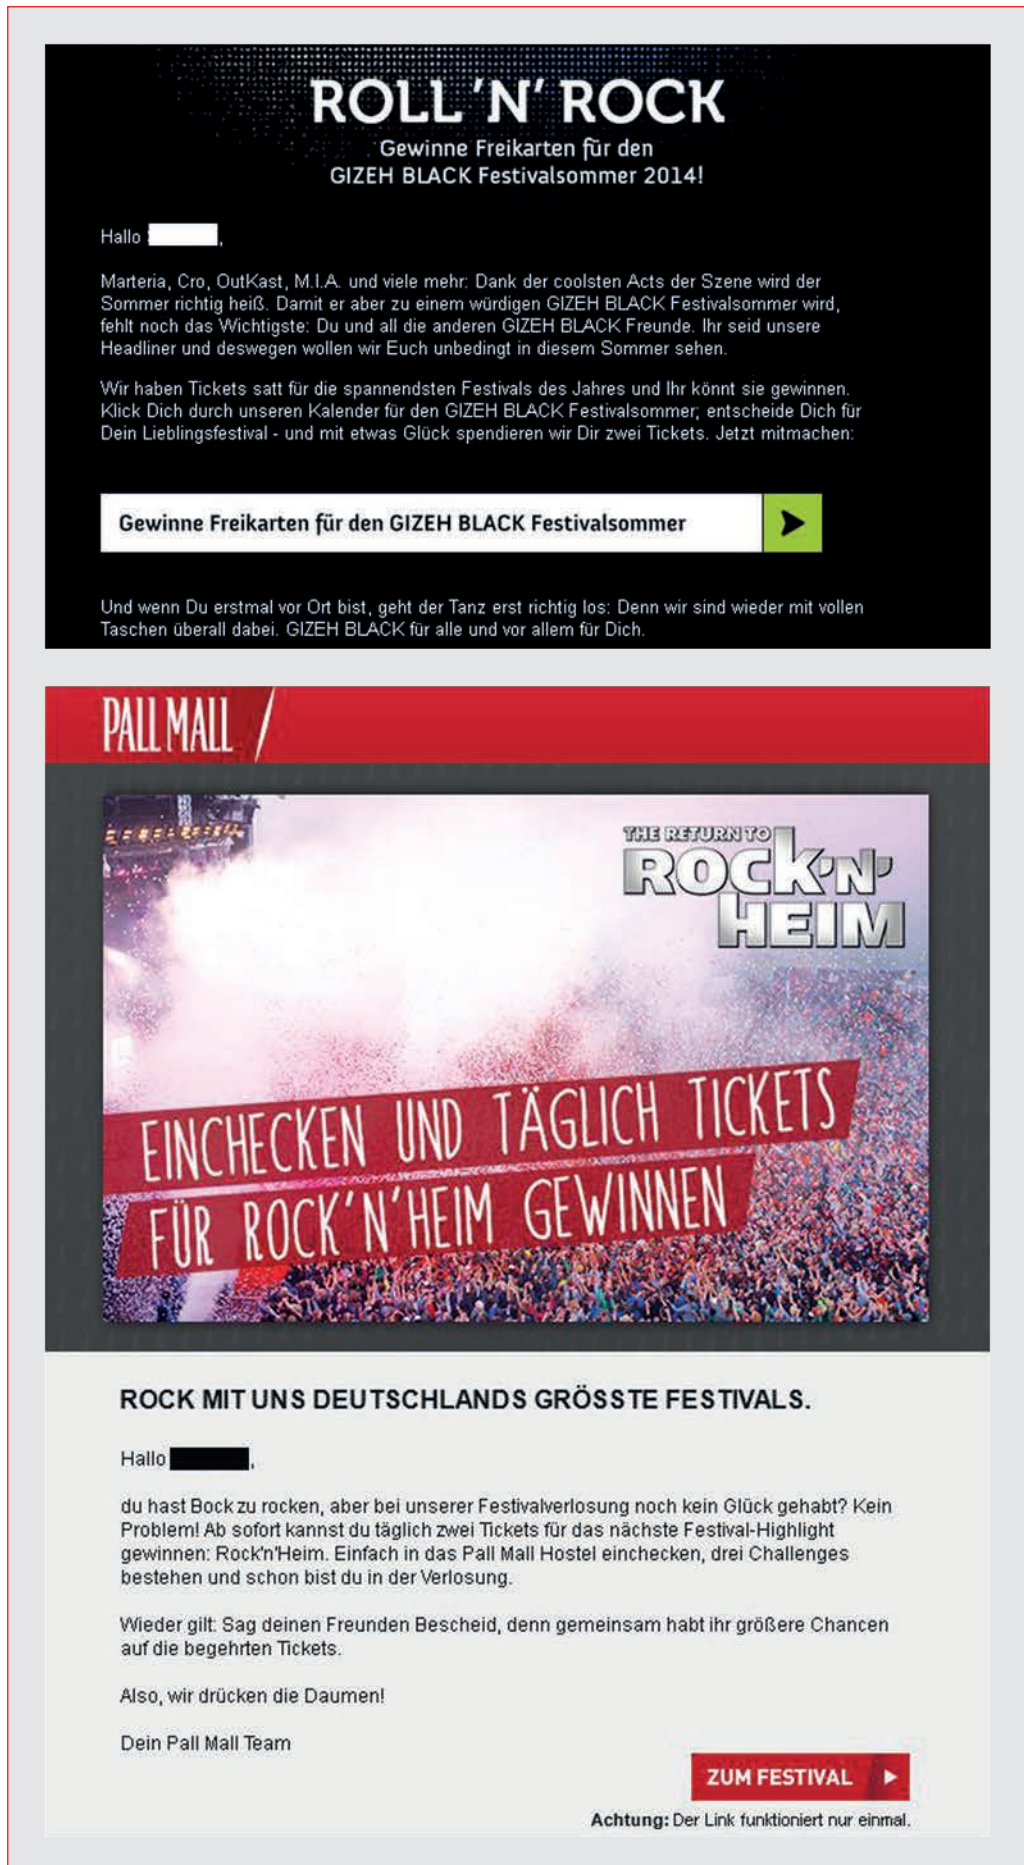 ROLL 'N' ROCK
Gewinne Freikarten für den
GIZEH BLACK Festivalsommer 2014!
Hallo ,
Marteria, Cro, OutKast, M.I.A. und viele mehr: Dank der coolsten Acts der Szene wird der
Sommer richtig heiß. Damit er aber zu einem würdigen GIZEH BLACK Festivalsommer wird,
fehlt noch das Wichtigste: Du und all die anderen GIZEH BLACK Freunde. Ihr seid unsere
Headliner und deswegen wollen wir Euch unbedingt in diesem Sommer sehen.
Wir haben Tickets satt für die spannendsten Festivals des Jahres und Ihr könnt sie gewinnen.
Klick Dich durch unseren Kalender für den GIZEH BLACK Festivalsommer; entscheide Dich für
Dein Lieblingsfestival - und mit etwas Glück spendieren wir Dir zwei Tickets. Jetzt mitmachen:
Gewinne Freikarten für den GIZEH BLACK Festivalsommer
Und wenn Du erstmal vor Ort bist, geht der Tanz erst richtig los: Denn wir sind wieder mit vollen
Taschen überall dabei. GIZEH BLACK für alle und vor allem für Dich.
PALL MALL
THE RETURN TO
ROCK'N'
HEIM
EINCHECKEN UND TÄGLICH TICKETS
FÜR ROCK'N'HEIM GEWINNEN
ROCK MIT UNS DEUTSCHLANDS GRÖSSTE FESTIVALS.
Hallo ,
du hast Bock zu rocken, aber bei unserer Festivalverlosung noch kein Glück gehabt? Kein
Problem! Ab sofort kannst du täglich zwei Tickets für das nächste Festival-Highlight
gewinnen: Rock'n'Heim. Einfach in das Pall Mall Hostel einchecken, drei Challenges
bestehen und schon bist du in der Verlosung.
Wieder gilt: Sag deinen Freunden Bescheid, denn gemeinsam habt ihr größere Chancen
auf die begehrten Tickets.
Also, wir drücken die Daumen!
Dein Pall Mall Team
ZUM FESTIVAL
Achtung: Der Link funktioniert nur einmal.